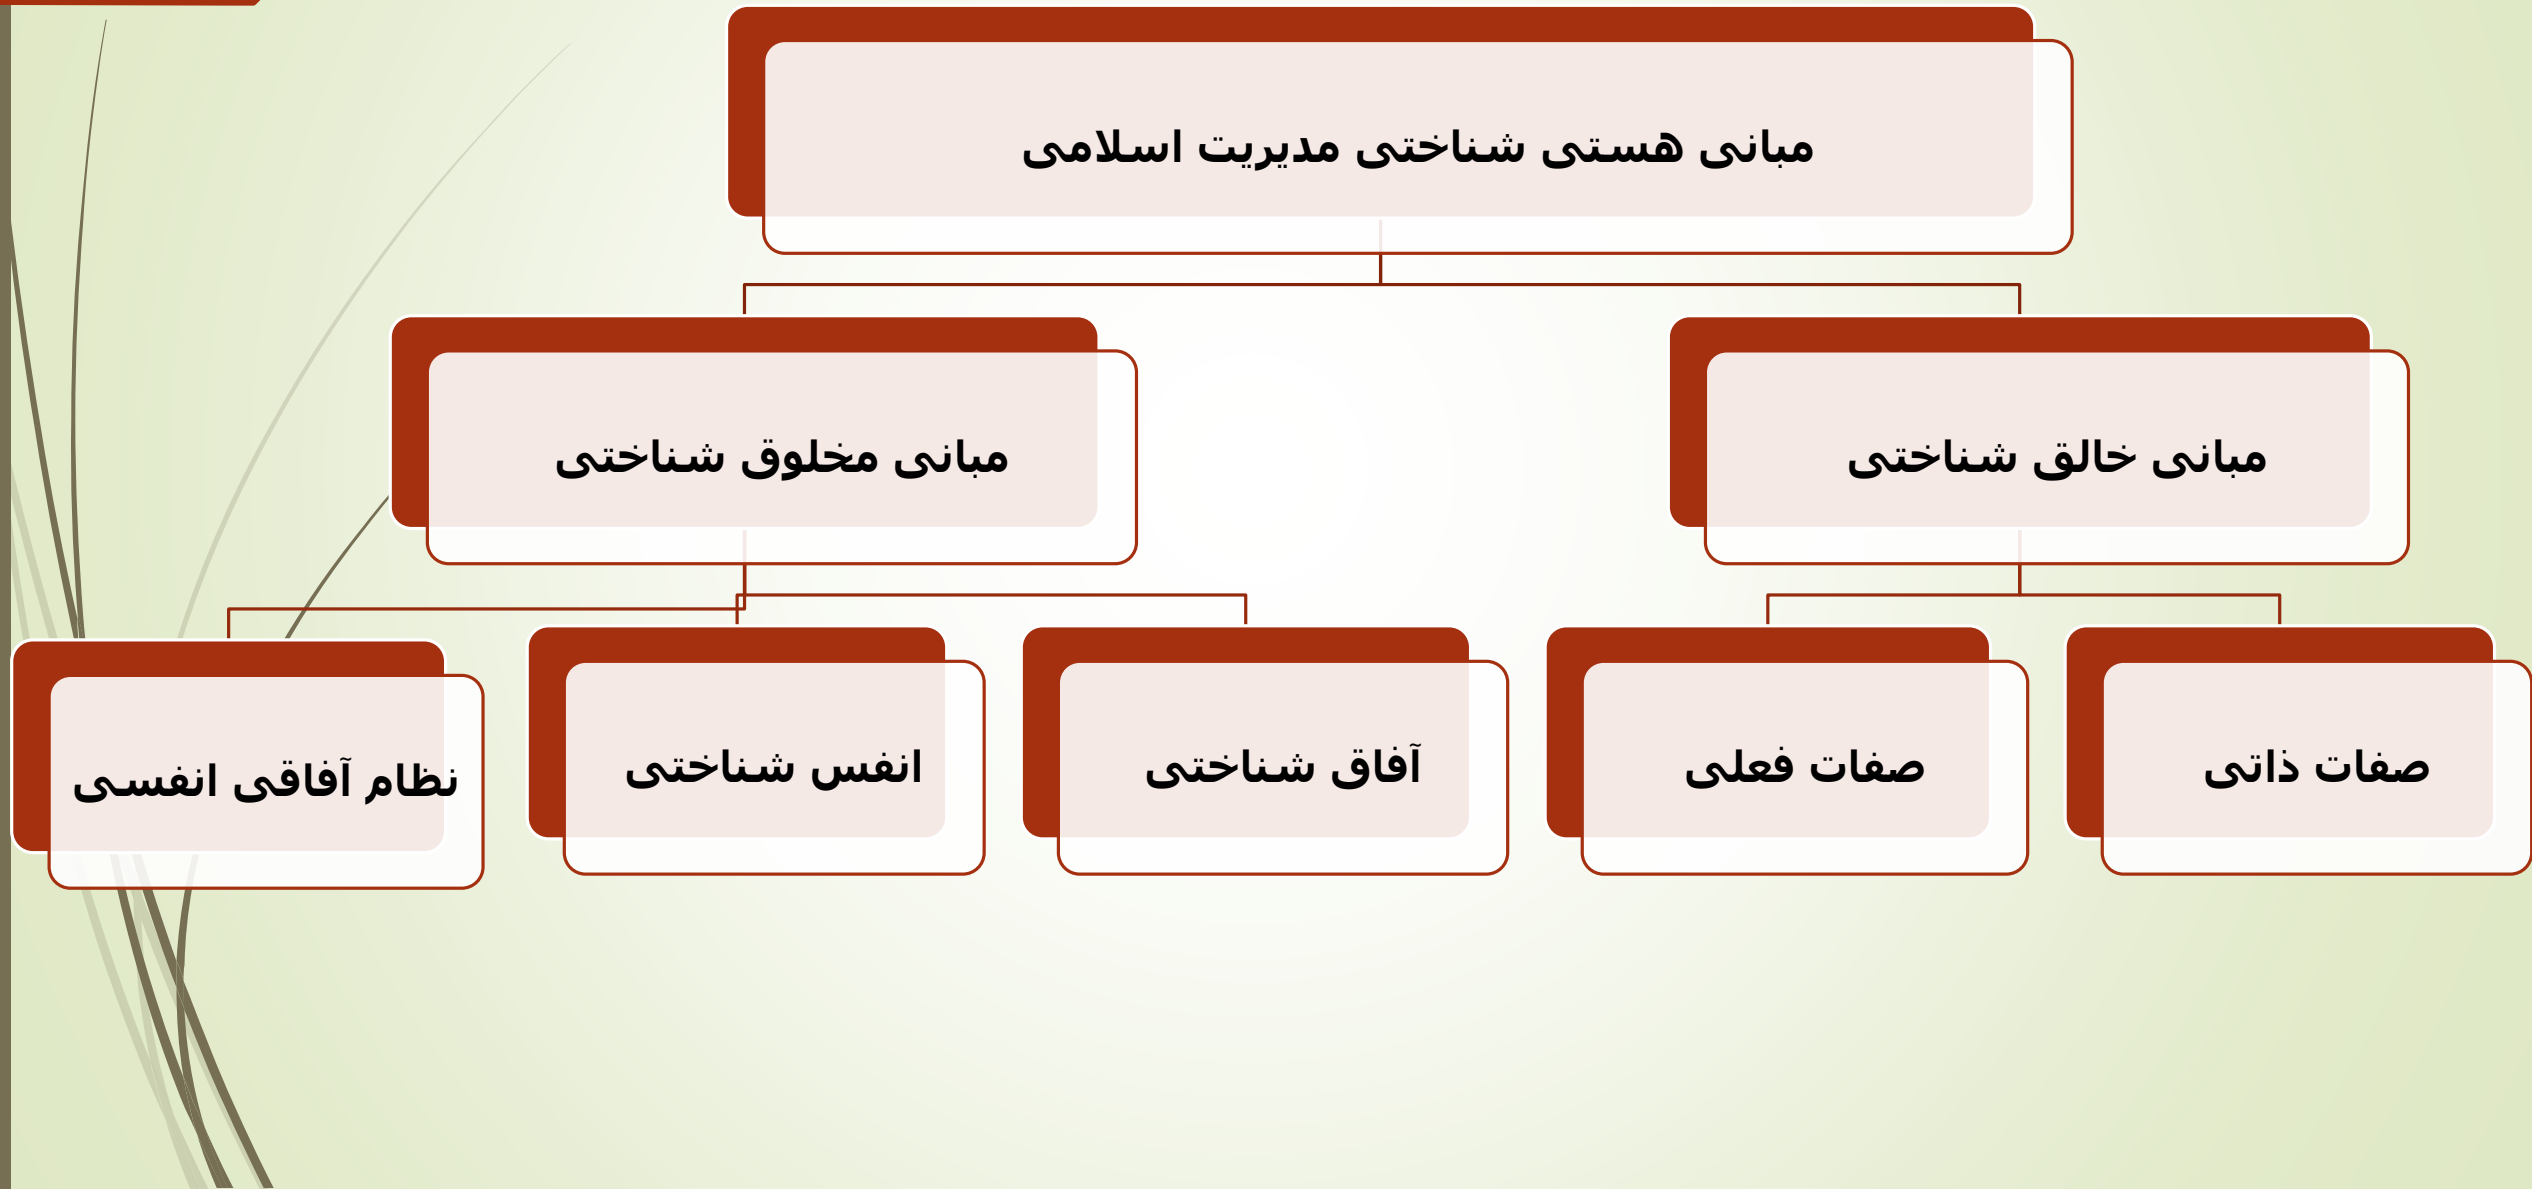 مبانی هستی شناختی مدیریت اسلامی
مبانی خالق شناختی
مبانی مخلوق شناختی
صفات ذاتی
صفات فعلی
آفاق شناختی
انفس شناختی
نظام آفاقی انفسی